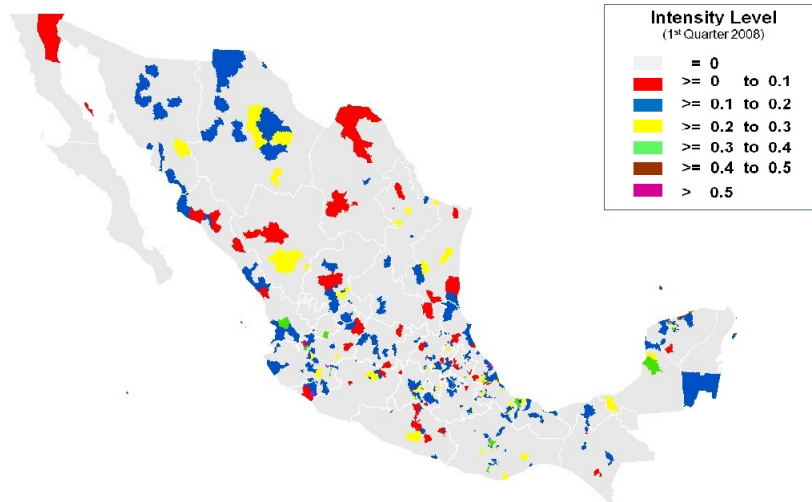 Intensity Level
(1st Quarter 2008)
= 0
>= 0 to 0.1
>= 0.1 to 0.2
>= 0.2 to 0.3
>= 0.3 to 0.4
>= 0.4 to 0.5
> 0.5